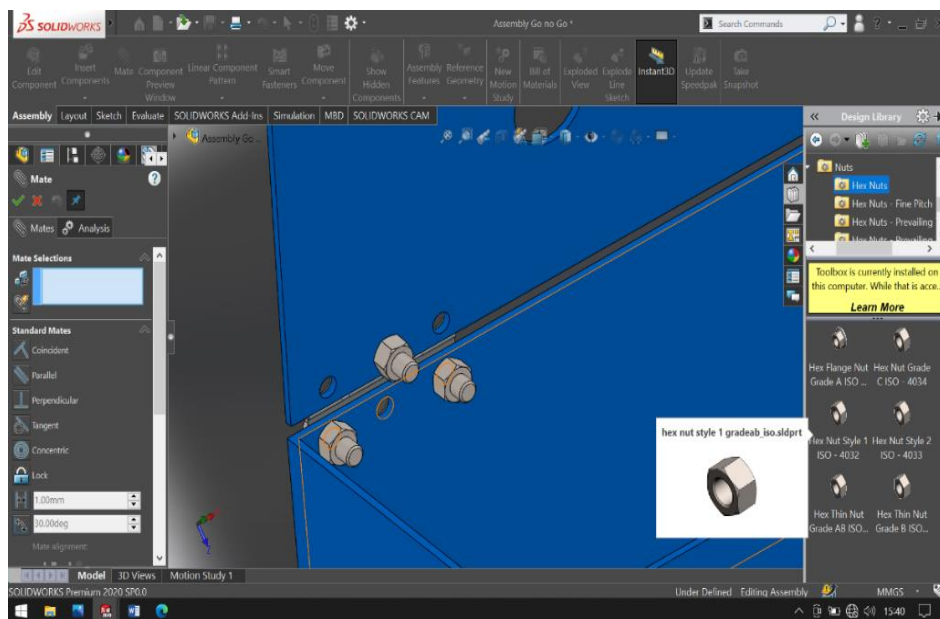 SOLIDWORKS
Assembly Go no Go *
Search Commands
Edit Component
Insert Components
Mate
Component Preview Window
Linear Component Pattern
Smart Fasteners
Move Component
Show Hidden Components
Assembly Features
Reference Geometry
New Motion Study
Bill of Materials
Exploded View
Explode Line Sketch
Instant3D
Update Speedpak
Take Snapshot
Assembly Layout Sketch Evaluate SOLIDWORKS Add-Ins Simulation MBD SOLIDWORKS CAM
Assembly Go ...
Mate
Mates Analysis
Mate Selections
Standard Mates
Coincident
Parallel
Perpendicular
Tangent
Concentric
Lock
1.00mm
30.00deg
Mate alignment:
Design Library
Nuts
Hex Nuts
Hex Nuts - Fine Pitch
Hex Nuts - Prevailing
Hex Nuts - Prevailing
Toolbox is currently installed on
this computer. While that is acce...
Learn More
Hex Flange Nut Grade A ISO ...
Hex Nut Grade C ISO - 4034
Hex Nut Style 1 ISO - 4032
Hex Nut Style 2 ISO - 4033
Hex Thin Nut Grade AB ISO...
Hex Thin Nut Grade B ISO...
hex nut style 1 gradeab_iso.sldprt
Model 3D Views Motion Study 1
SOLIDWORKS Premium 2020 SP0.0
Under Defined Editing Assembly MMGS
15:40